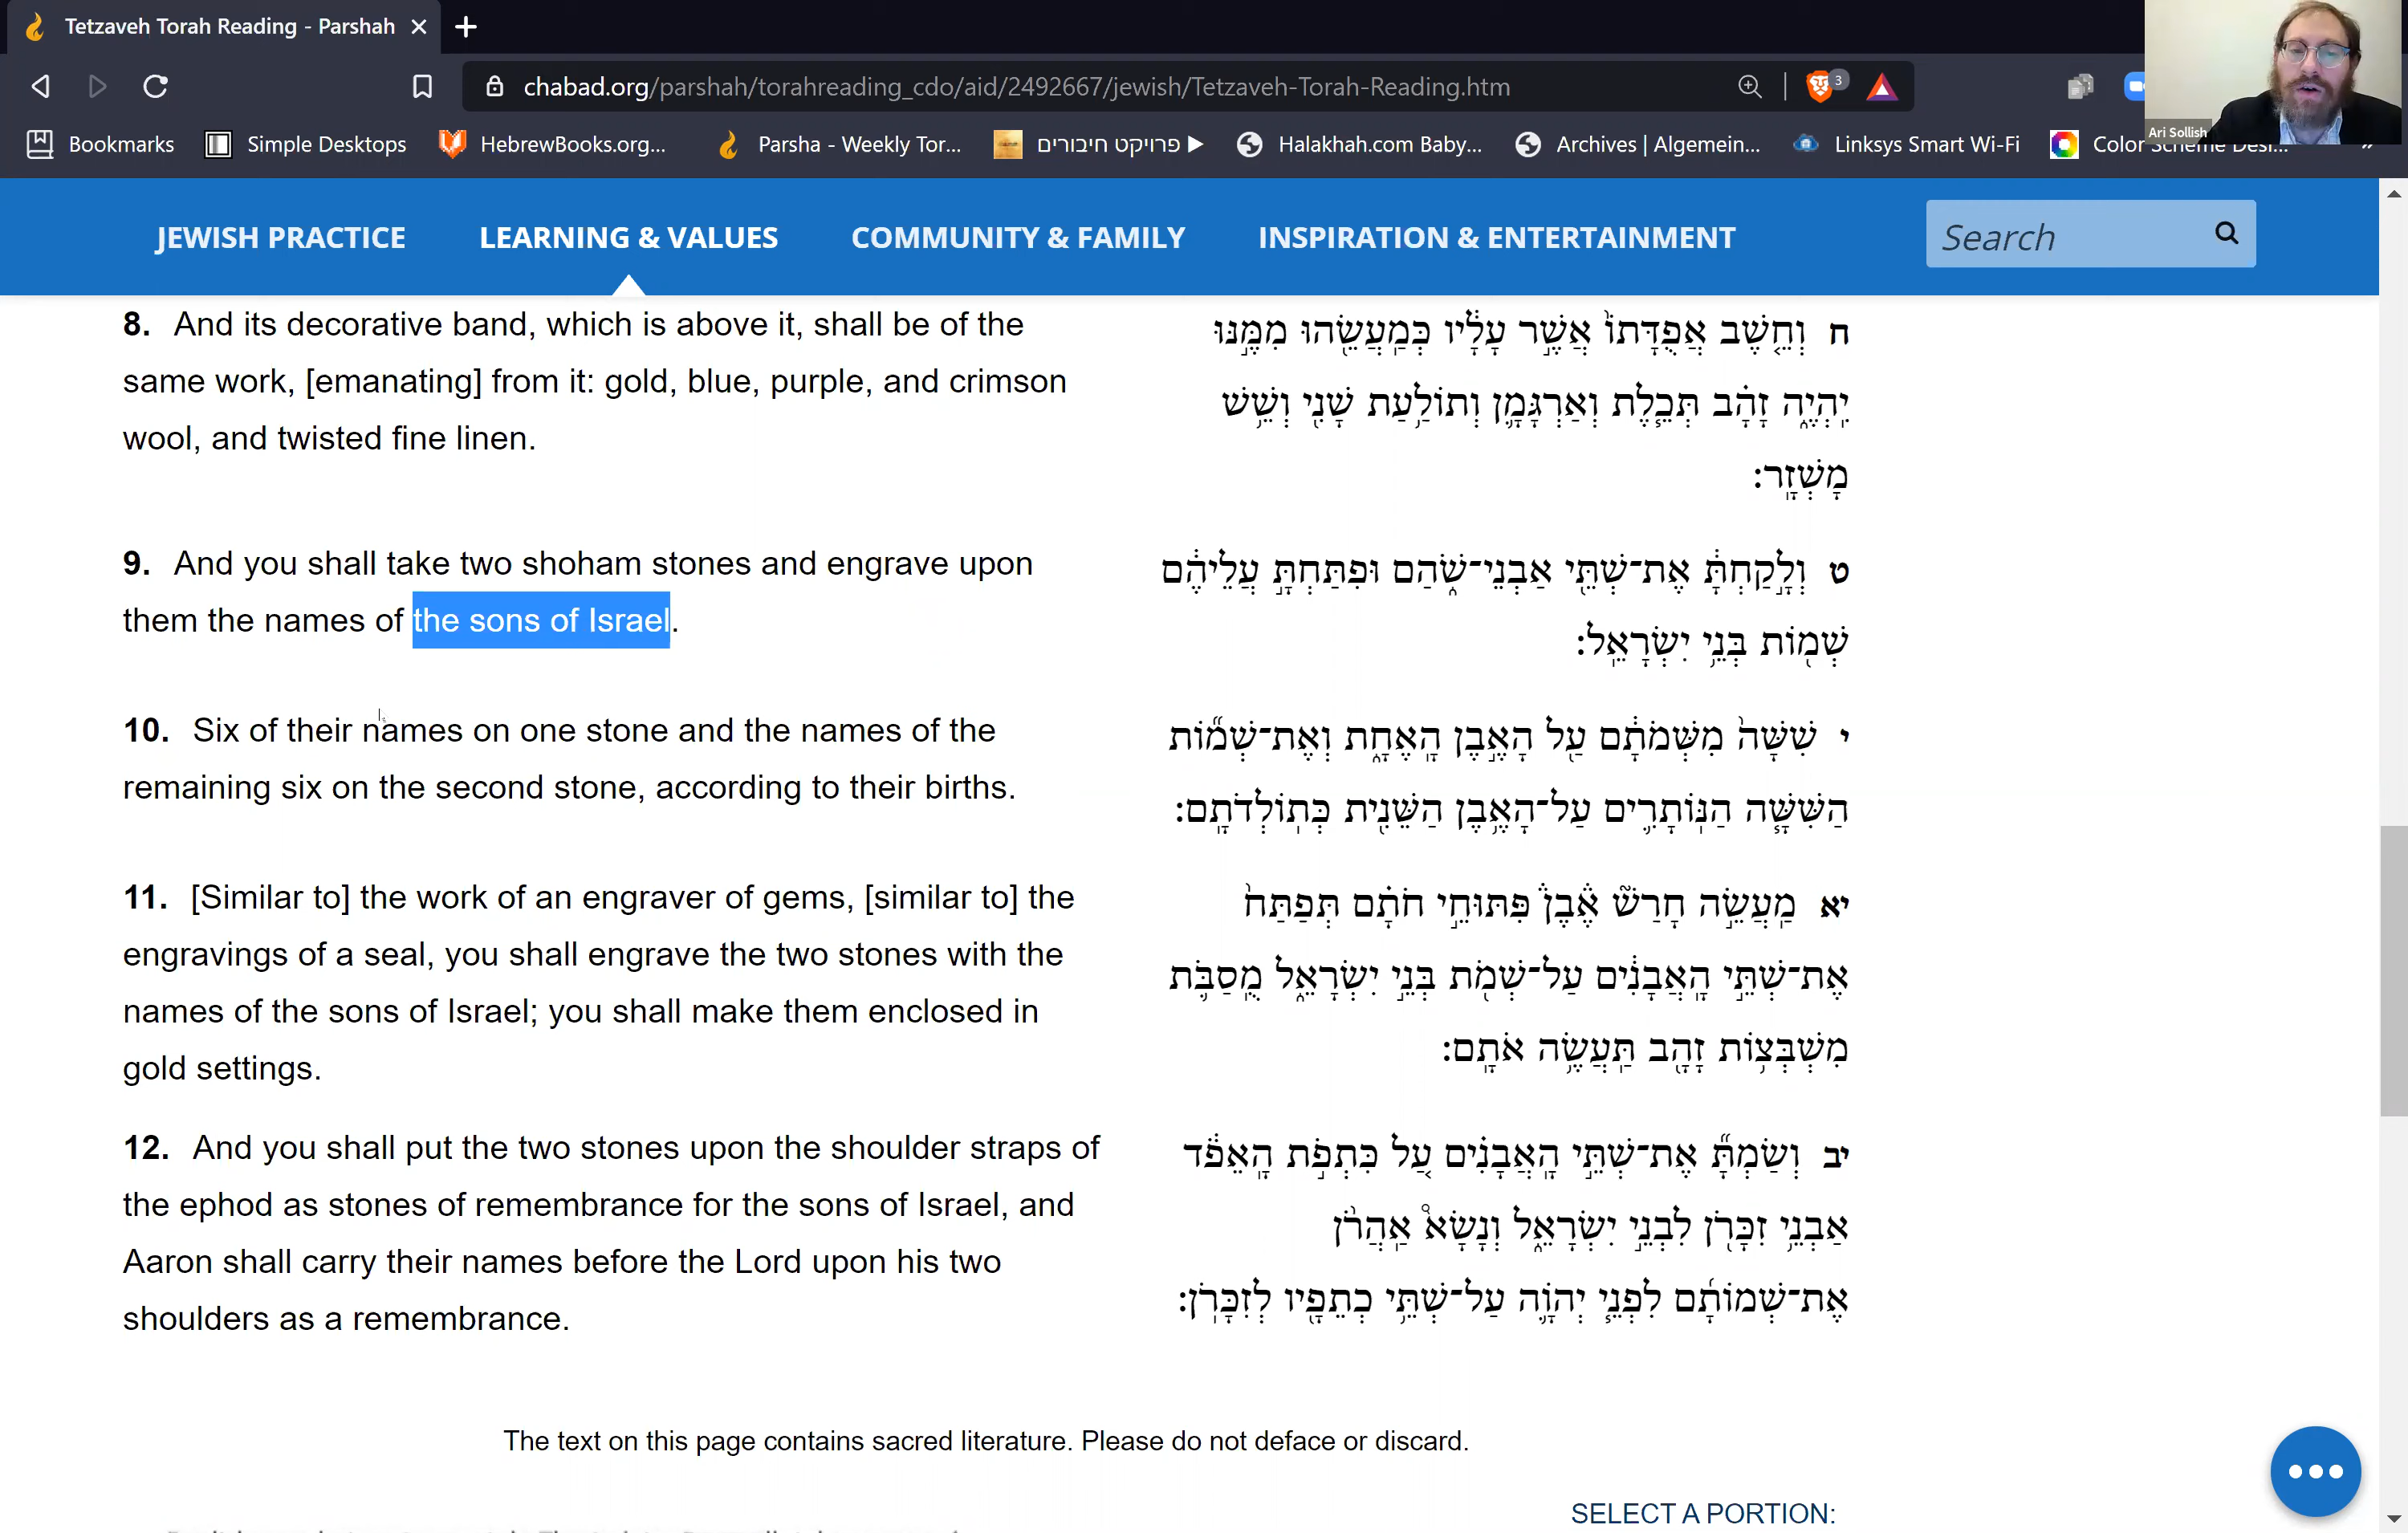 Tetzaveh Torah Reading - Parshah
chabad.org/parshah/torahreading_cdo/aid/2492667/jewish/Tetzaveh-Torah-Reading.htm
3
Ari Sollish
Bookmarks
Simple Desktops
HebrewBooks.org...
Parsha - Weekly Tor...
פרויקט חיבורים
Halakhah.com Baby...
Archives | Algemein...
Linksys Smart Wi-Fi
Color Scheme Desi...
JEWISH PRACTICE
LEARNING & VALUES
COMMUNITY & FAMILY
INSPIRATION & ENTERTAINMENT
Search
8. And its decorative band, which is above it, shall be of the
same work, [emanating] from it: gold, blue, purple, and crimson
wool, and twisted fine linen.
ח וְחֵ֤שֶׁב אֲפֻדָּתוֹ֙ אֲשֶׁ֣ר עָלָ֔יו כְּמַֽעֲשֵׂ֖הוּ מִמֶּ֣נּוּ
יִֽהְיֶ֑ה זָהָ֗ב תְּכֵ֧לֶת וְאַרְגָּמָ֛ן וְתוֹלַ֥עַת שָׁנִ֖י וְשֵׁ֥שׁ
מָשְׁזָֽר:
9. And you shall take two shoham stones and engrave upon
them the names of the sons of Israel.
ט וְלָ֣קַחְתָּ֔ אֶת־שְׁתֵּ֖י אַבְנֵי־שֹׁ֑הַם וּפִתַּחְתָּ֣ עֲלֵיהֶ֔ם
שְׁמ֖וֹת בְּנֵ֥י יִשְׂרָאֵֽל:
10. Six of their names on one stone and the names of the
remaining six on the second stone, according to their births.
י שִׁשָּׁה֙ מִשְּׁמֹתָ֔ם עַ֖ל הָאֶ֣בֶן הָֽאֶחָ֑ת וְאֶת־שְׁמ֞וֹת
הַשִּׁשָּׁ֧ה הַנּֽוֹתָרִ֛ים עַל־הָאֶ֥בֶן הַשֵּׁנִ֖ית כְּתֽוֹלְדֹתָֽם:
11. [Similar to] the work of an engraver of gems, [similar to] the
engravings of a seal, you shall engrave the two stones with the
names of the sons of Israel; you shall make them enclosed in
gold settings.
יא מַֽעֲשֵׂ֣ה חָרַשׁ֘ אֶ֒בֶן֒ פִּתּוּחֵ֣י חֹתָ֗ם תְּפַתַּח֙
אֶת־שְׁתֵּ֣י הָֽאֲבָנִ֔ים עַל־שְׁמֹ֖ת בְּנֵ֣י יִשְׂרָאֵ֑ל מֻֽסַבֹּ֛ת
מִשְׁבְּצ֥וֹת זָהָ֖ב תַּֽעֲשֶׂ֥ה אֹתָֽם:
12. And you shall put the two stones upon the shoulder straps of
the ephod as stones of remembrance for the sons of Israel, and
Aaron shall carry their names before the Lord upon his two
shoulders as a remembrance.
יב וְשַׂמְתָּ֞ אֶת־שְׁתֵּ֣י הָֽאֲבָנִ֗ים עַ֚ל כִּתְפֹ֣ת הָֽאֵפֹ֔ד
אַבְנֵ֥י זִכָּרֹ֖ן לִבְנֵ֣י יִשְׂרָאֵ֑ל וְנָשָׂא֩ אַֽהֲרֹ֨ן
אֶת־שְׁמוֹתָ֜ם לִפְנֵ֧י יְהֹוָ֛ה עַל־שְׁתֵּ֥י כְתֵפָ֖יו לְזִכָּרֹֽן:
The text on this page contains sacred literature. Please do not deface or discard.
SELECT A PORTION: